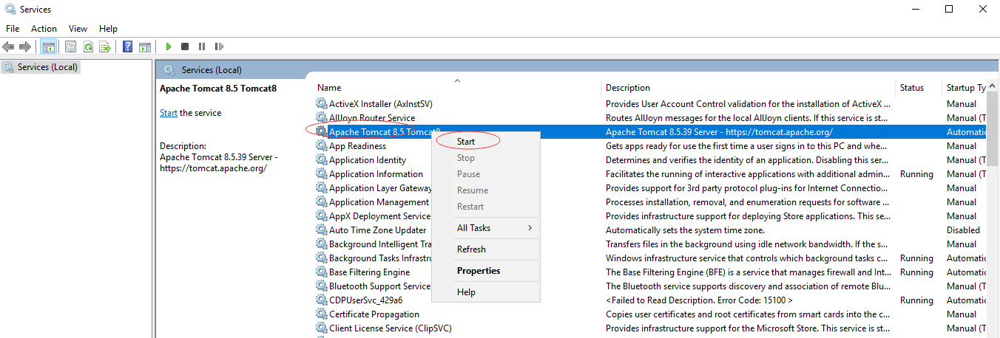 Services
File Action View Help
Services (Local)
Services (Local)
Apache Tomcat 8.5 Tomcat8
Start the service
Description:
Apache Tomcat 8.5.39 Server -
https://tomcat.apache.org/
Name Description Status Startup Ty
ActiveX Installer (AxInstSV) Provides User Account Control validation for the installation of ActiveX ... Manual
AllJoyn Router Service Routes AllJoyn messages for the local AllJoyn clients. If this service is st... Manual (T
Apache Tomcat 8.5 Tomcat8 Apache Tomcat 8.5.39 Server - https://tomcat.apache.org/ Automatic
App Readiness Gets apps ready for use the first time a user signs in to this PC and whe... Manual
Application Identity Determines and verifies the identity of an application. Disabling this ser... Manual (T
Application Information Facilitates the running of interactive applications with additional admin... Running Manual (T
Application Layer Gateway Provides support for 3rd party protocol plug-ins for Internet Connectio... Manual
Application Management Processes installation, removal, and enumeration requests for software ... Manual
AppX Deployment Service Provides infrastructure support for deploying Store applications. This se... Manual
Auto Time Zone Updater Automatically sets the system time zone. Disabled
Background Intelligent Tra Transfers files in the background using idle network bandwidth. If the s... Manual
Background Tasks Infrastru Windows infrastructure service that controls which background tasks c... Running Automatic
Base Filtering Engine The Base Filtering Engine (BFE) is a service that manages firewall and Int... Running Automatic
Bluetooth Support Service The Bluetooth service supports discovery and association of remote Blu... Manual (T
CDPUserSvc_429a6 <Failed to Read Description. Error Code: 15100 > Running Automatic
Certificate Propagation Copies user certificates and root certificates from smart cards into the c... Manual
Client License Service (ClipSVC) Provides infrastructure support for the Microsoft Store. This service is st... Manual (T
Start
Stop
Pause
Resume
Restart
All Tasks
Refresh
Properties
Help